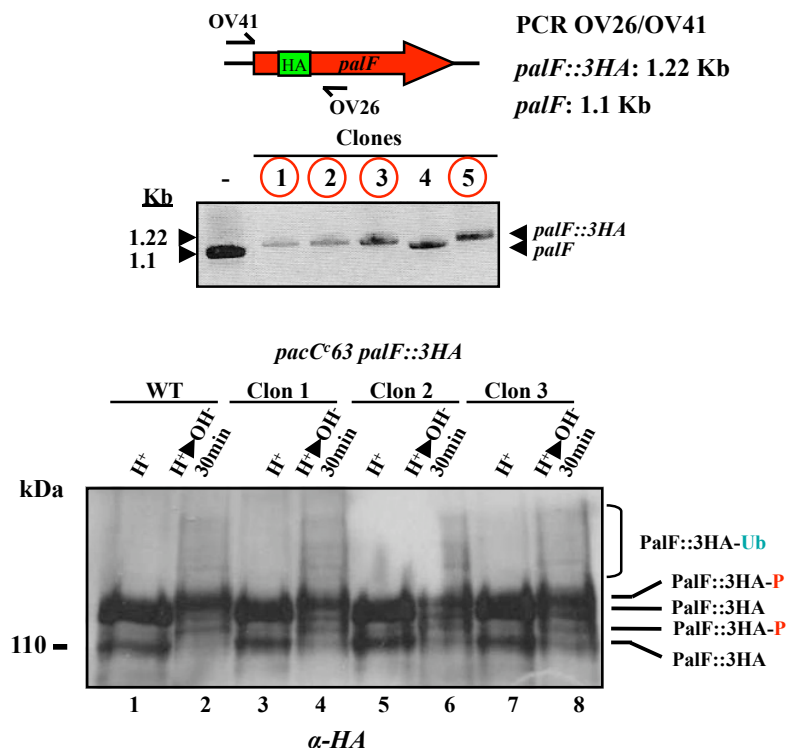 OV41
HA palF
OV26
PCR OV26/OV41
palF::3HA: 1.22 Kb
palF: 1.1 Kb
Clones
Kb - 1 2 3 4 5
1.22
1.1
palF::3HA
palF
pacCᶜ63 palF::3HA
WT Clon 1 Clon 2 Clon 3
H⁺ H⁺▶OH⁻ 30min H⁺ H⁺▶OH⁻ 30min H⁺ H⁺▶OH⁻ 30min H⁺ H⁺▶OH⁻ 30min
kDa
PalF::3HA-Ub
PalF::3HA-P
PalF::3HA
PalF::3HA-P
110
PalF::3HA
1 2 3 4 5 6 7 8
α-HA